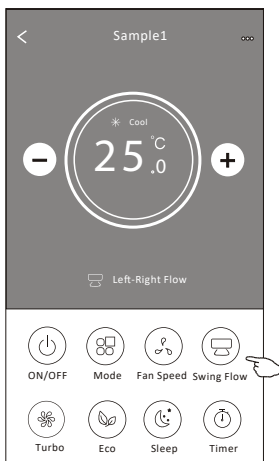 Sample1
Cool
25.0 °C
Left-Right Flow
ON/OFF Mode Fan Speed Swing Flow
Turbo Eco Sleep Timer